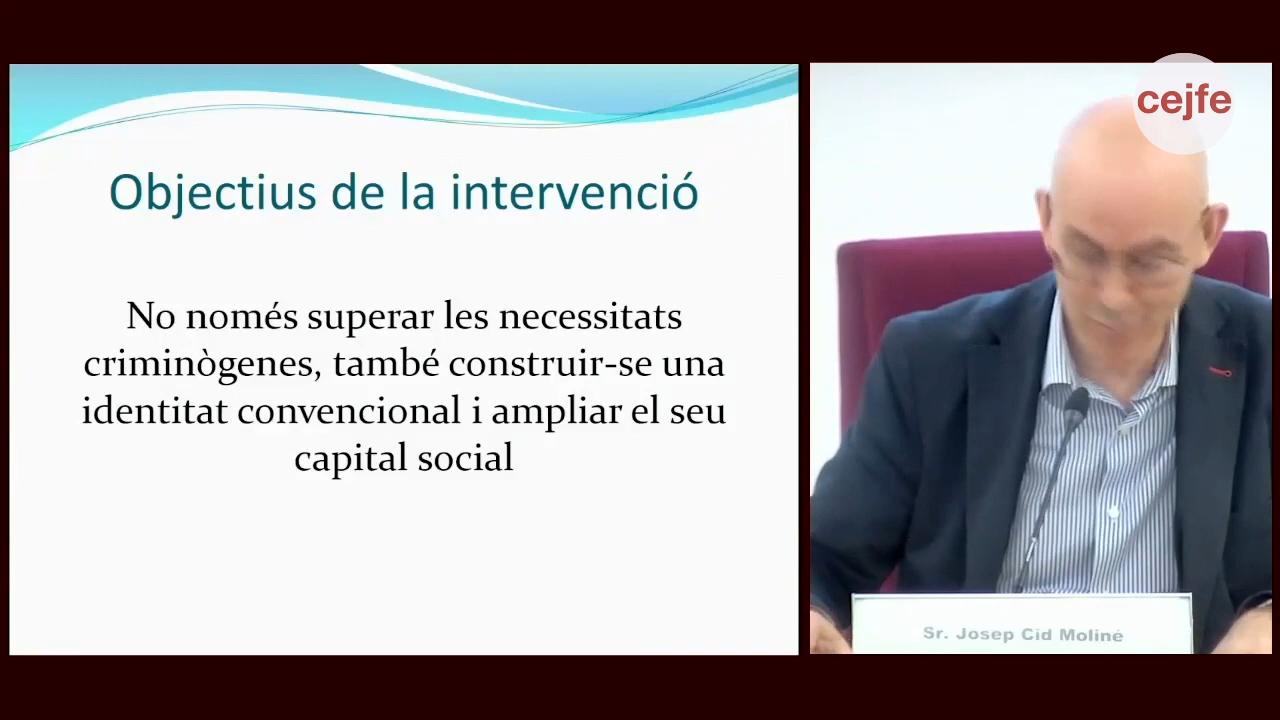 cejfe
Objectius de la intervenció
No només superar les necessitats
criminògenes, també construir-se una
identitat convencional i ampliar el seu
capital social
Sr. Josep Cid Moliné